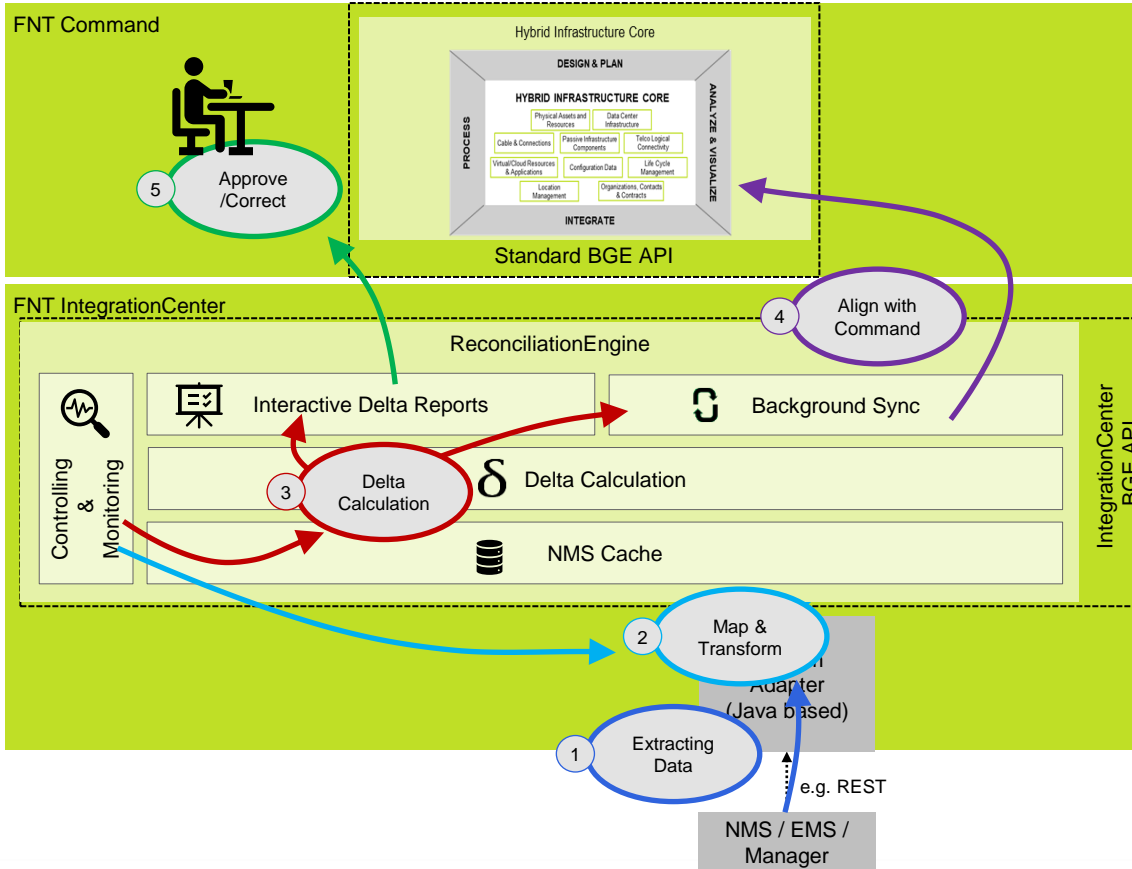 FNT Command
Hybrid Infrastructure Core
DESIGN & PLAN
PROCESS
HYBRID INFRASTRUCTURE CORE
Physical Assets and
Resources
Data Center
Infrastructure
Cable & Connections
Passive Infrastructure
Components
Telco Logical
Connectivity
Virtual/Cloud Resources
& Applications
Configuration Data
Life Cycle
Management
Location
Management
Organizations, Contacts
& Contracts
ANALYZE & VISUALIZE
INTEGRATE
Standard BGE API
5
Approve
/Correct
FNT IntegrationCenter
4
Align with
Command
ReconciliationEngine
Controlling
&
Monitoring
Interactive Delta Reports
Background Sync
3
Delta
Calculation
δ Delta Calculation
NMS Cache
IntegrationCenter
BGE API
2
Map &
Transform
Adapter
(Java based)
1
Extracting
Data
e.g. REST
NMS / EMS /
Manager